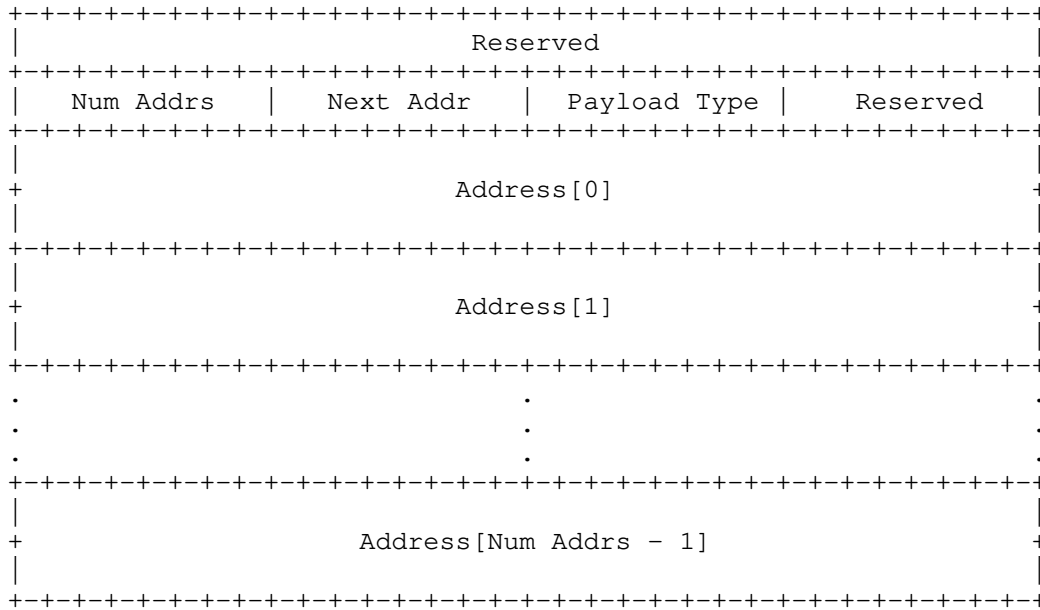 Reserved
Num Addrs | Next Addr | Payload Type | Reserved
Address[0]
Address[1]
Address[Num Addrs - 1]